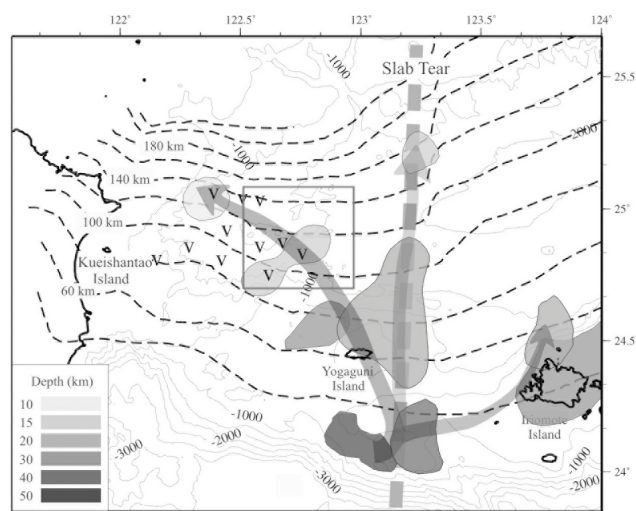 122° 122.5° 123° 123.5° 124°
-1000
Slab Tear
25.5
2000
180 km
-1000
140 km
V V V
25°
100 km
V
Kueishantao
Island
V V V V
V V
V
60 km
-1000
24.5
Yogaguni
Island
Iriomote
Island
Depth (km)
10
15
20
30
40
50
-1000
-2000
-3000
-3000
-1000
-2000
24°